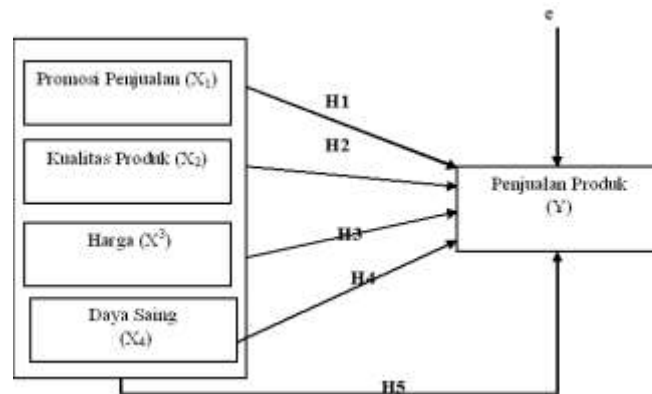 e
Promosi Penjualan (X₁)
H1
Kualitas Produk (X₂)
H2
Penjualan Produk
(Y)
Harga (X³)
H3
Daya Saing
(X₄)
H4
H5